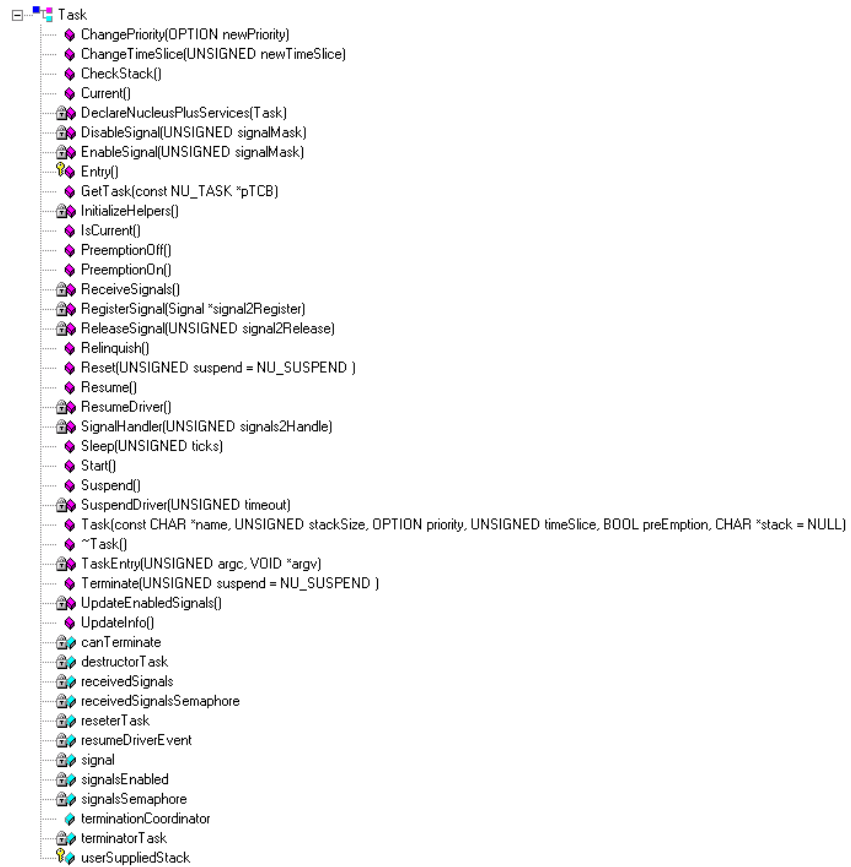 Task
ChangePriority(OPTION newPriority)
ChangeTimeSlice(UNSIGNED newTimeSlice)
CheckStack()
Current()
DeclareNucleusPlusServices(Task)
DisableSignal(UNSIGNED signalMask)
EnableSignal(UNSIGNED signalMask)
Entry()
GetTask(const NU_TASK *pTCB)
InitializeHelpers()
IsCurrent()
PreemptionOff()
PreemptionOn()
ReceiveSignals()
RegisterSignal(Signal *signal2Register)
ReleaseSignal(UNSIGNED signal2Release)
Relinquish()
Reset(UNSIGNED suspend = NU_SUSPEND )
Resume()
ResumeDriver()
SignalHandler(UNSIGNED signals2Handle)
Sleep(UNSIGNED ticks)
Start()
Suspend()
SuspendDriver(UNSIGNED timeout)
Task(const CHAR *name, UNSIGNED stackSize, OPTION priority, UNSIGNED timeSlice, BOOL preEmption, CHAR *stack = NULL)
~Task()
TaskEntry(UNSIGNED argc, VOID *argv)
Terminate(UNSIGNED suspend = NU_SUSPEND )
UpdateEnabledSignals()
UpdateInfo()
canTerminate
destructorTask
receivedSignals
receivedSignalsSemaphore
reseterTask
resumeDriverEvent
signal
signalsEnabled
signalsSemaphore
terminationCoordinator
terminatorTask
userSuppliedStack